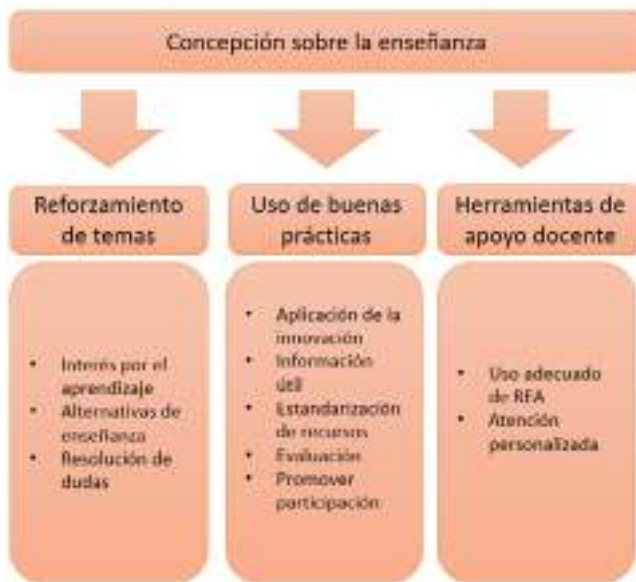 Concepción sobre la enseñanza
Reforzamiento
de temas
Uso de buenas
prácticas
Herramientas de
apoyo docente
• Interés por el
aprendizaje
• Alternativas de
enseñanza
• Resolución de
dudas
• Aplicación de la
innovación
• Información
útil
• Estandarización
de recursos
• Evaluación
• Promover
participación
• Uso adecuado
de REA
• Atención
personalizada